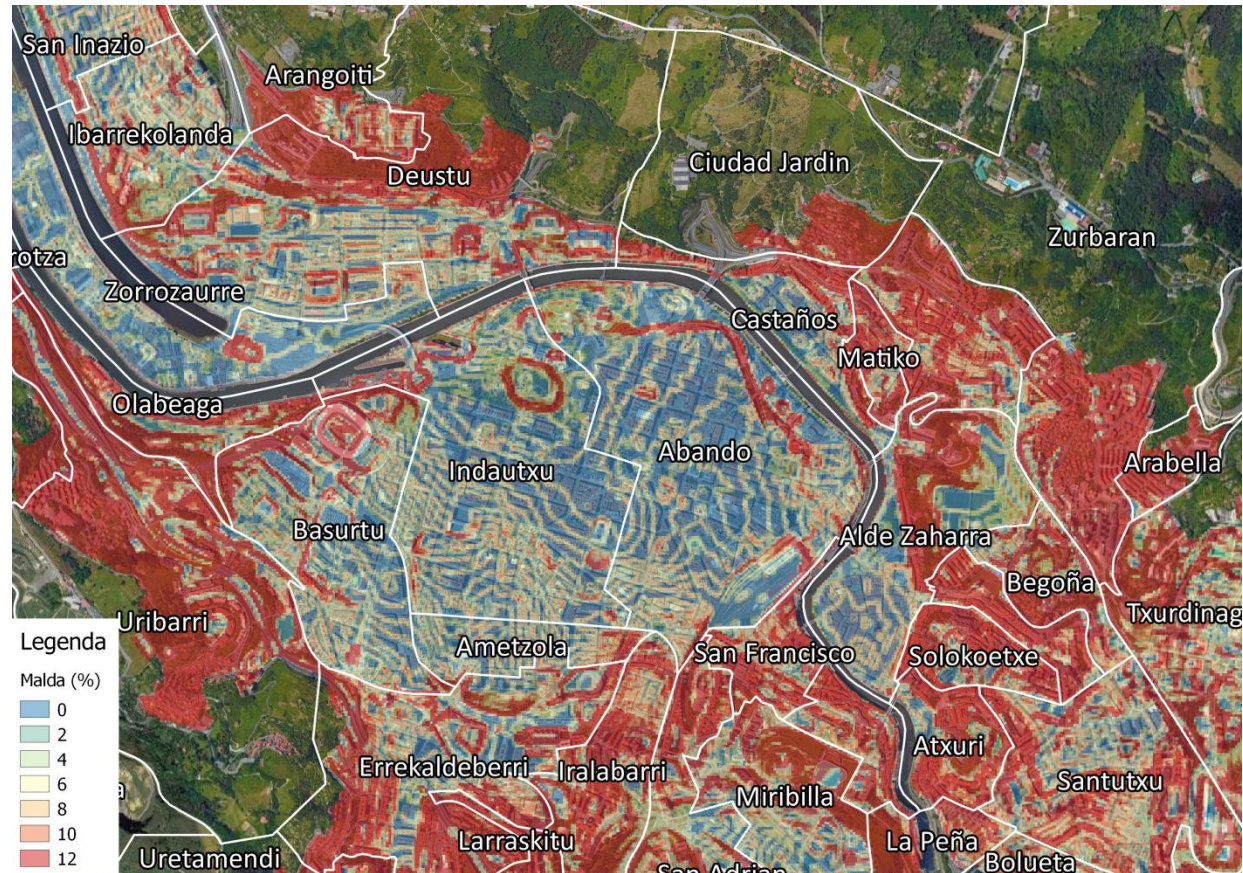 San Inazio
Arangoiti
Ibarrekolanda
Deustu
Ciudad Jardin
Zurbaran
rotza
Zorrozaurre
Castaños
Matiko
Olabeaga
Indautxu
Abando
Arabella
Basurtu
Alde Zaharra
Begoña
Txurdinag
Uribarri
Ametzola
San Francisco
Solokoetxe
Atxuri
Errekaldeberri
Iralabarri
Santutxu
Miribilla
Larraskitu
La Peña
Uretamendi
San Adrian
Bolueta
a
Legenda
Malda (%)
0
2
4
6
8
10
12